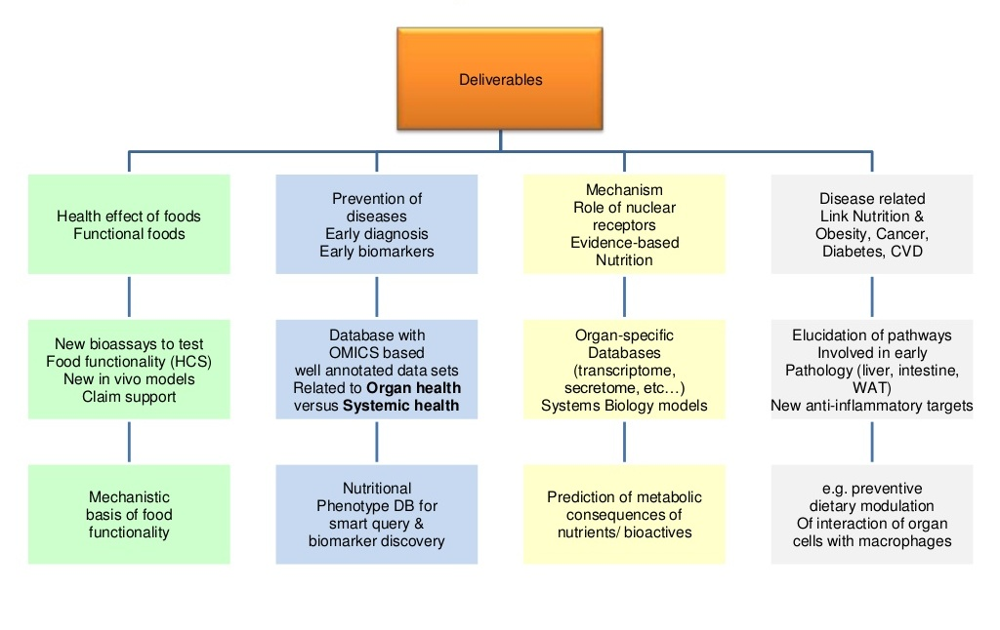 Deliverables
Health effect of foods
Functional foods
Prevention of
diseases
Early diagnosis
Early biomarkers
Mechanism
Role of nuclear
receptors
Evidence-based
Nutrition
Disease related
Link Nutrition &
Obesity, Cancer,
Diabetes, CVD
New bioassays to test
Food functionality (HCS)
New in vivo models
Claim support
Database with
OMICS based
well annotated data sets
Related to Organ health
versus Systemic health
Organ-specific
Databases
(transcriptome,
secretome, etc…)
Systems Biology models
Elucidation of pathways
Involved in early
Pathology (liver, intestine,
WAT)
New anti-inflammatory targets
Mechanistic
basis of food
functionality
Nutritional
Phenotype DB for
smart query &
biomarker discovery
Prediction of metabolic
consequences of
nutrients/ bioactives
e.g. preventive
dietary modulation
Of interaction of organ
cells with macrophages